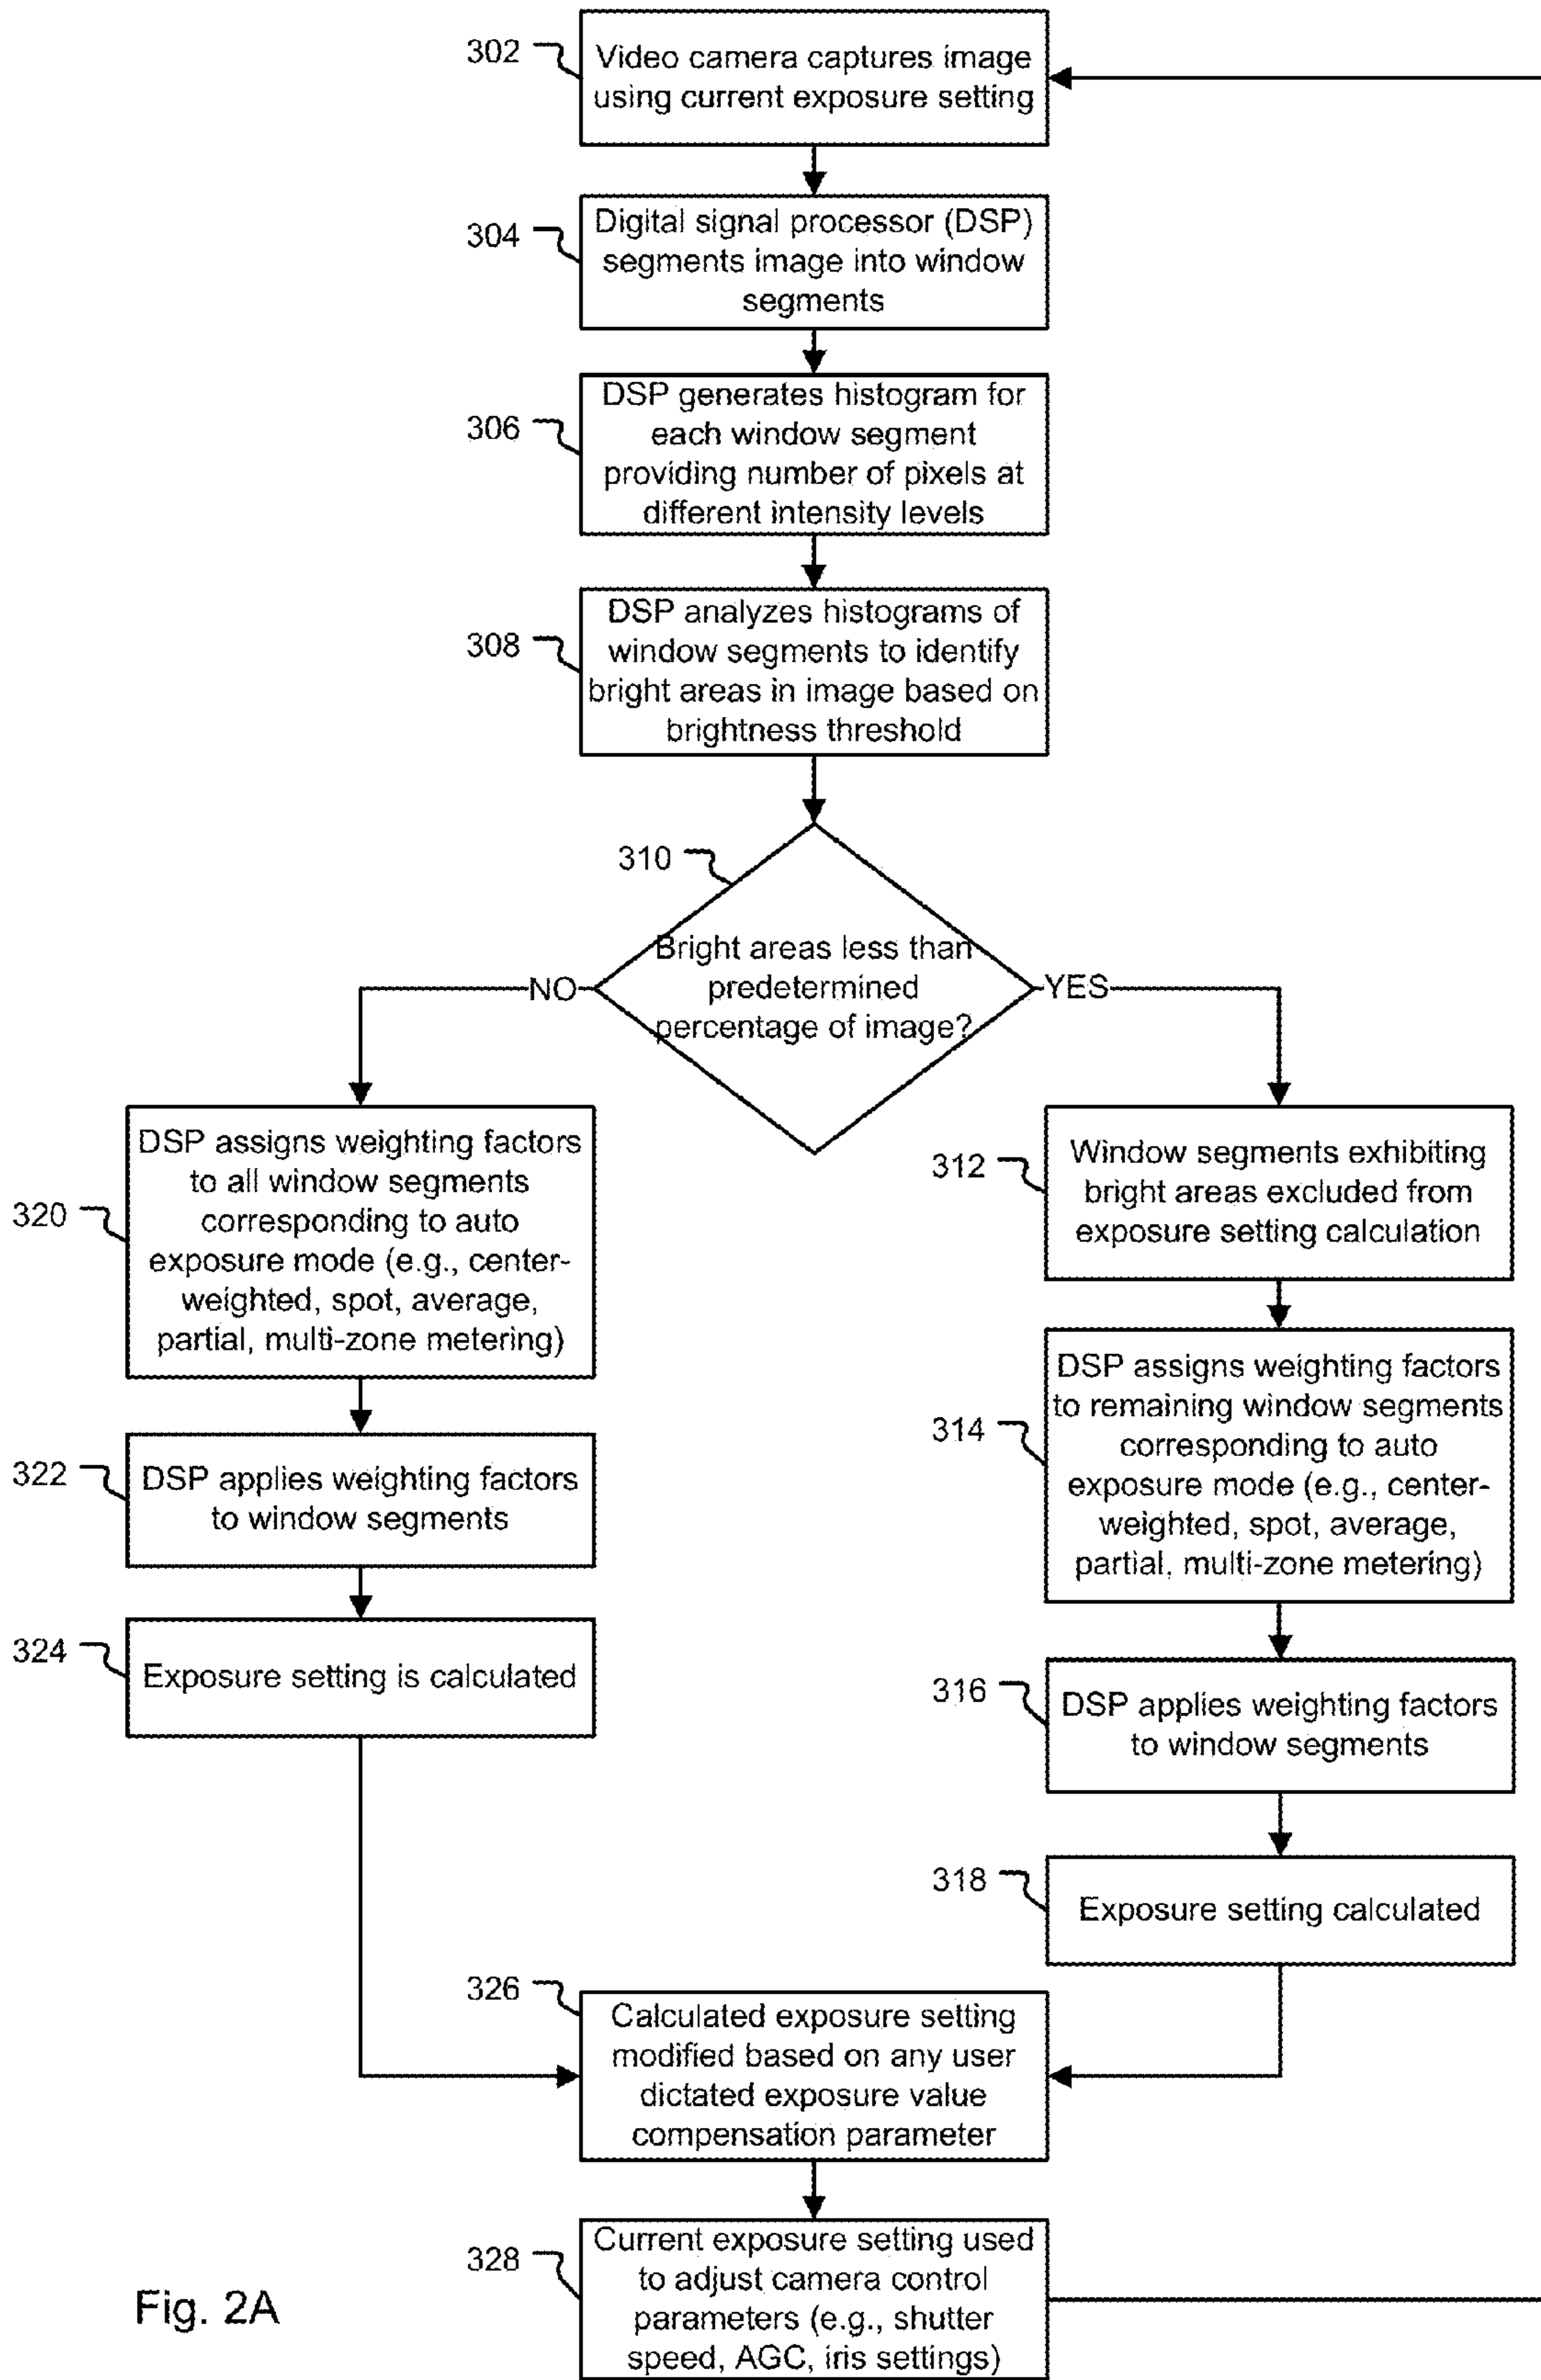 302
Video camera captures image
using current exposure setting
304
Digital signal processor (DSP)
segments image into window
segments
306
DSP generates histogram for
each window segment
providing number of pixels at
different intensity levels
308
DSP analyzes histograms of
window segments to identify
bright areas in image based on
brightness threshold
310
Bright areas less than
predetermined
percentage of image?
NO
YES
320
DSP assigns weighting factors
to all window segments
corresponding to auto
exposure mode (e.g., center-
weighted, spot, average,
partial, multi-zone metering)
322
DSP applies weighting factors
to window segments
324
Exposure setting is calculated
312
Window segments exhibiting
bright areas excluded from
exposure setting calculation
314
DSP assigns weighting factors
to remaining window segments
corresponding to auto
exposure mode (e.g., center-
weighted, spot, average,
partial, multi-zone metering)
316
DSP applies weighting factors
to window segments
318
Exposure setting calculated
326
Calculated exposure setting
modified based on any user
dictated exposure value
compensation parameter
328
Current exposure setting used
to adjust camera control
parameters (e.g., shutter
speed, AGC, iris settings)
Fig. 2A